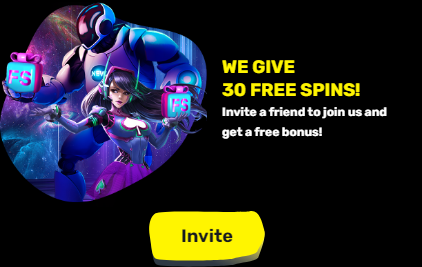 FS
FS
WE GIVE
30 FREE SPINS!
Invite a friend to join us and
get a free bonus!
Invite